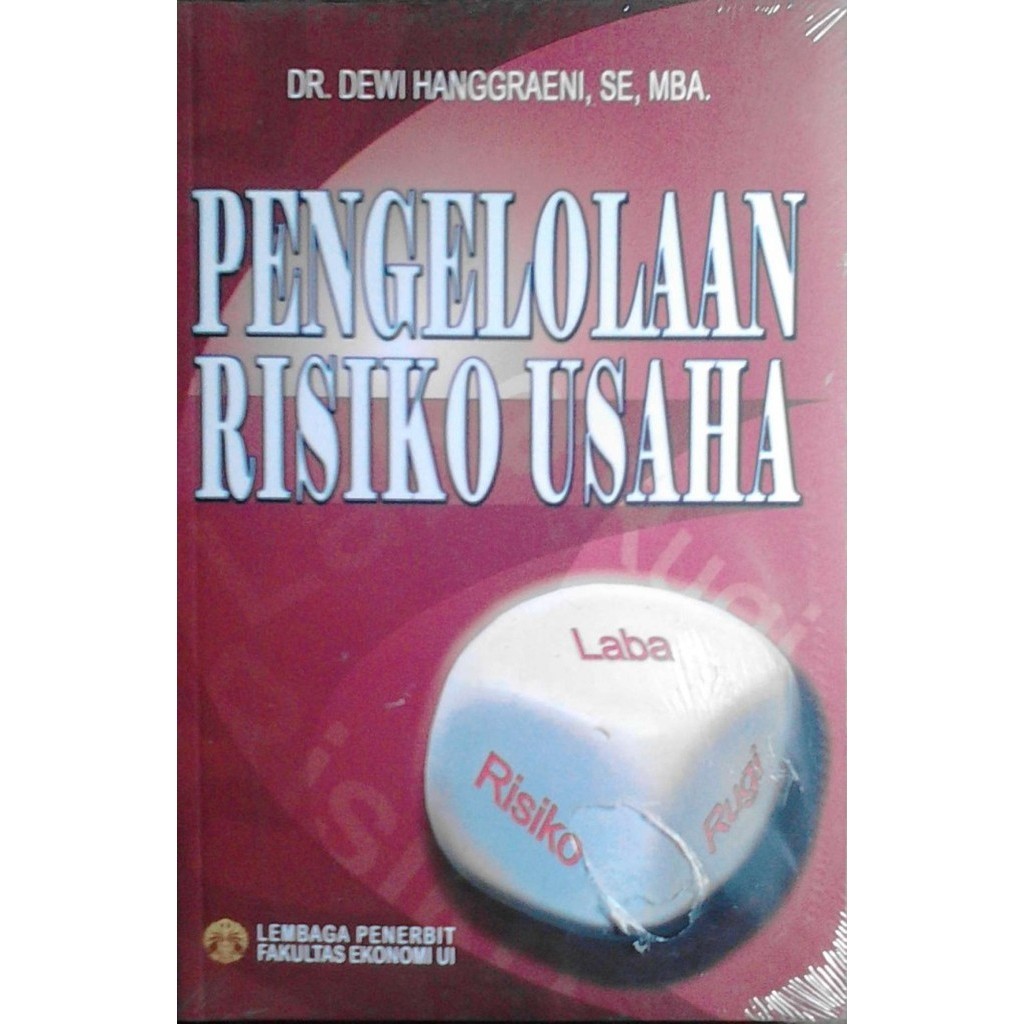 DR. DEWI HANGGRAENI, SE, MBA.
PENGELOLAAN
RISIKO USAHA
Laba
Risiko
Rugi
LEMBAGA PENERBIT
FAKULTAS EKONOMI UI